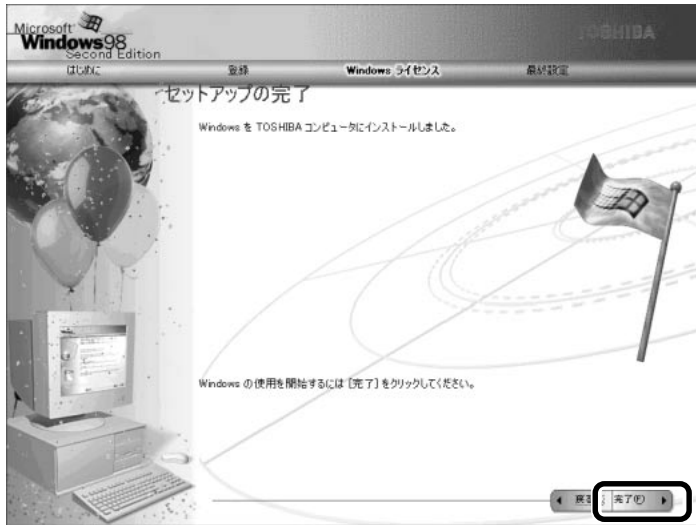 Microsoft
Windows98
Second Edition
TOSHIBA
はじめに 登録 Windows ライセンス 最終設定
セットアップの完了
Windows を TOSHIBA コンピュータにインストールしました。
Windows の使用を開始するには [完了] をクリックしてください。
完了(F)